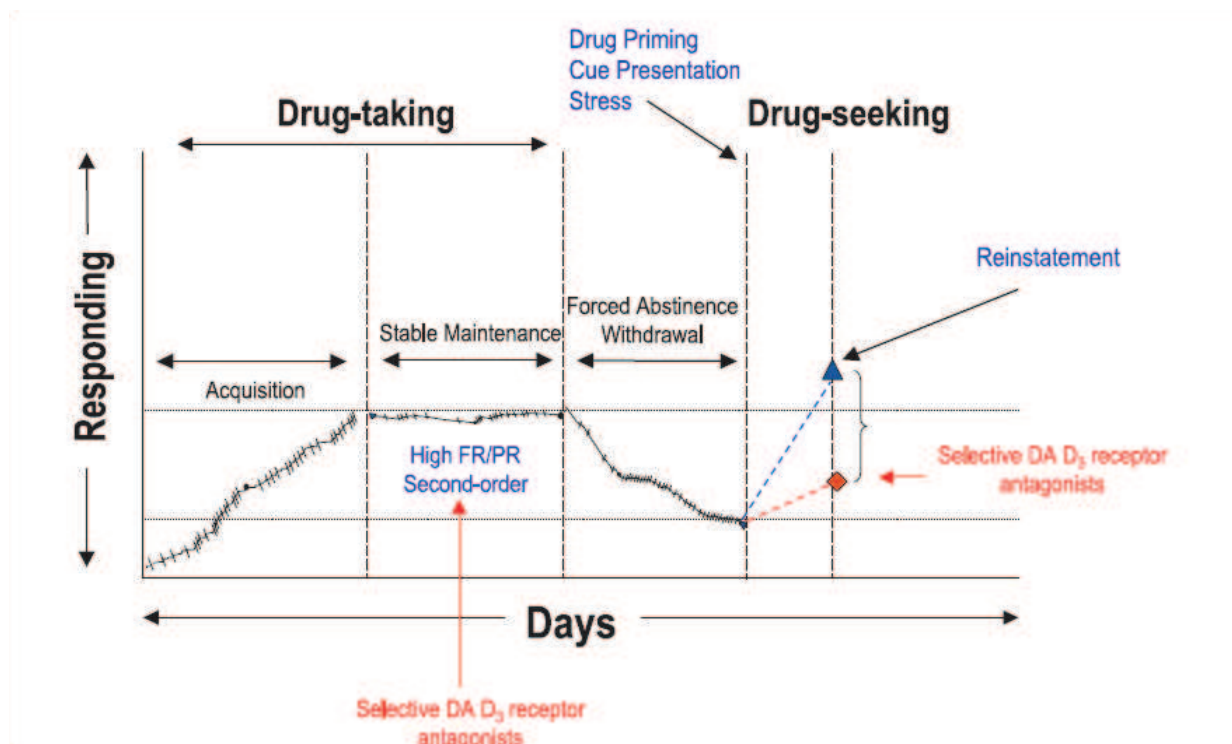 Drug Priming
Cue Presentation
Stress
Drug-taking
Drug-seeking
Responding
Reinstatement
Forced Abstinence
Withdrawal
Stable Maintenance
Acquisition
High FR/PR
Second-order
Selective DA D₃ receptor
antagonists
Days
Selective DA D₃ receptor
antagonists